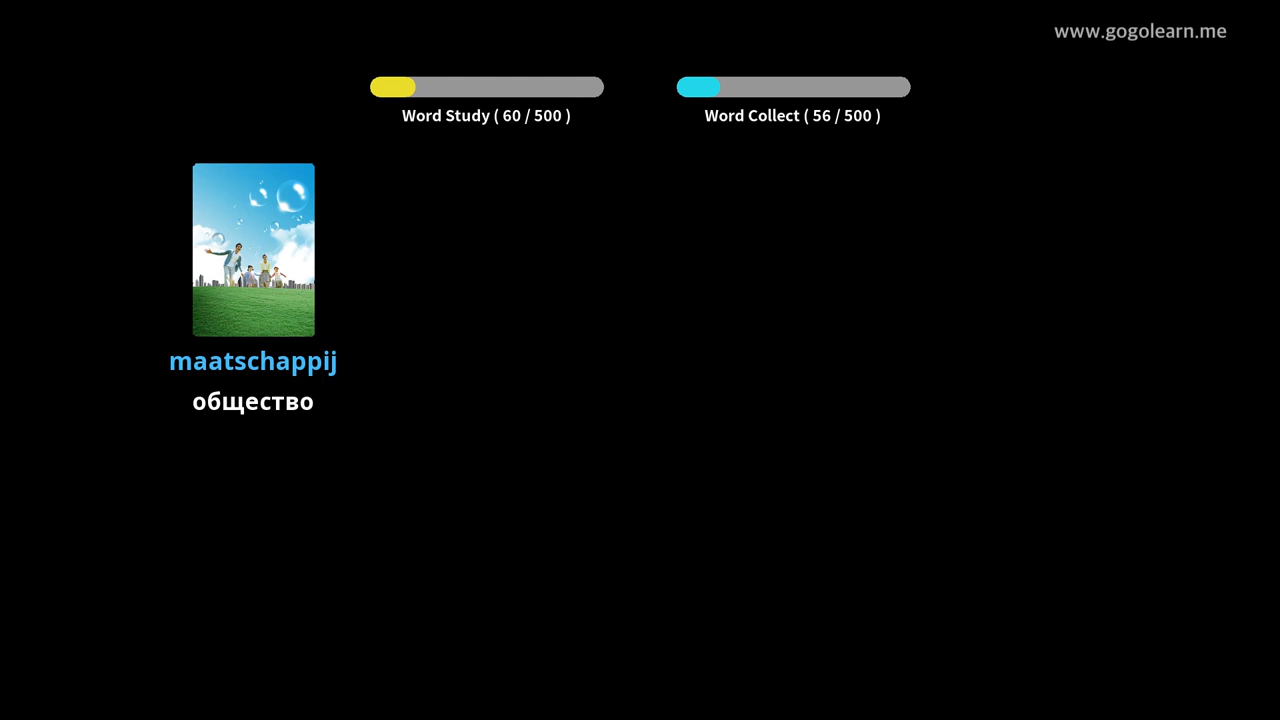 www.gogolearn.me
Word Study ( 60 / 500 )
Word Collect ( 56 / 500 )
maatschappij
общество